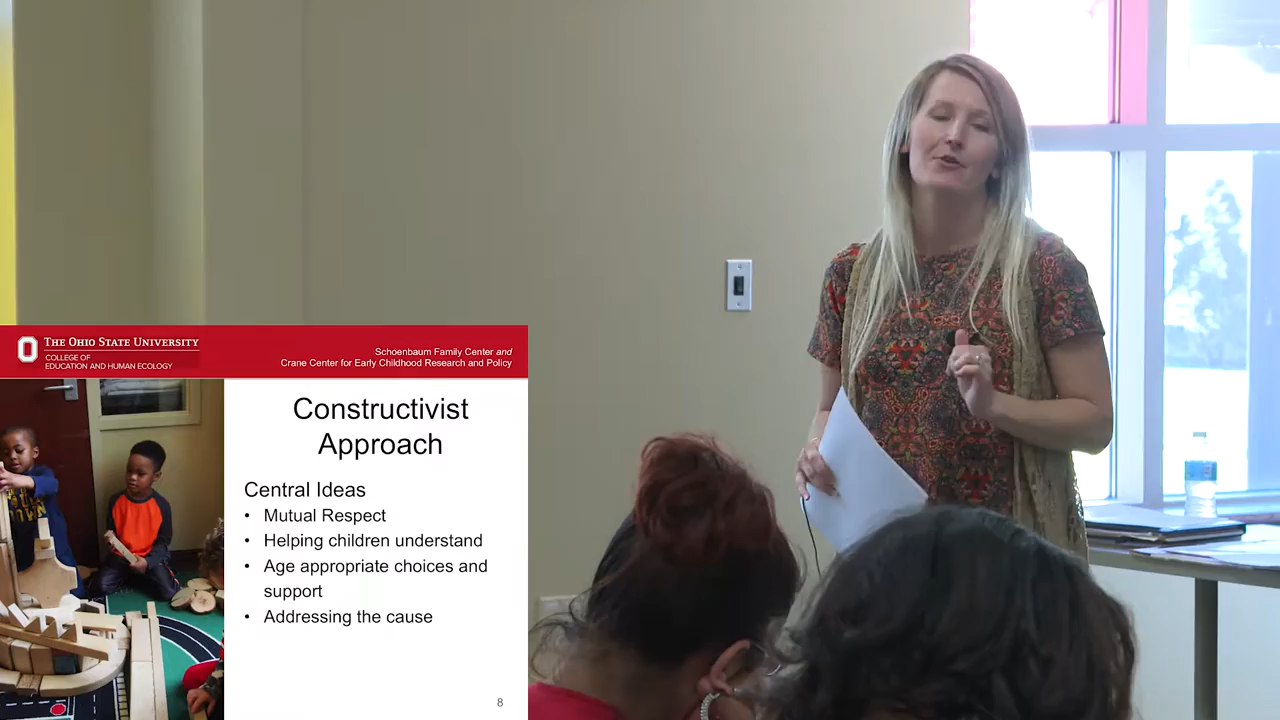 THE OHIO STATE UNIVERSITY
COLLEGE OF
EDUCATION AND HUMAN ECOLOGY
Schoenbaum Family Center and
Crane Center for Early Childhood Research and Policy
Constructivist
Approach
Central Ideas
• Mutual Respect
• Helping children understand
• Age appropriate choices and
support
• Addressing the cause
8